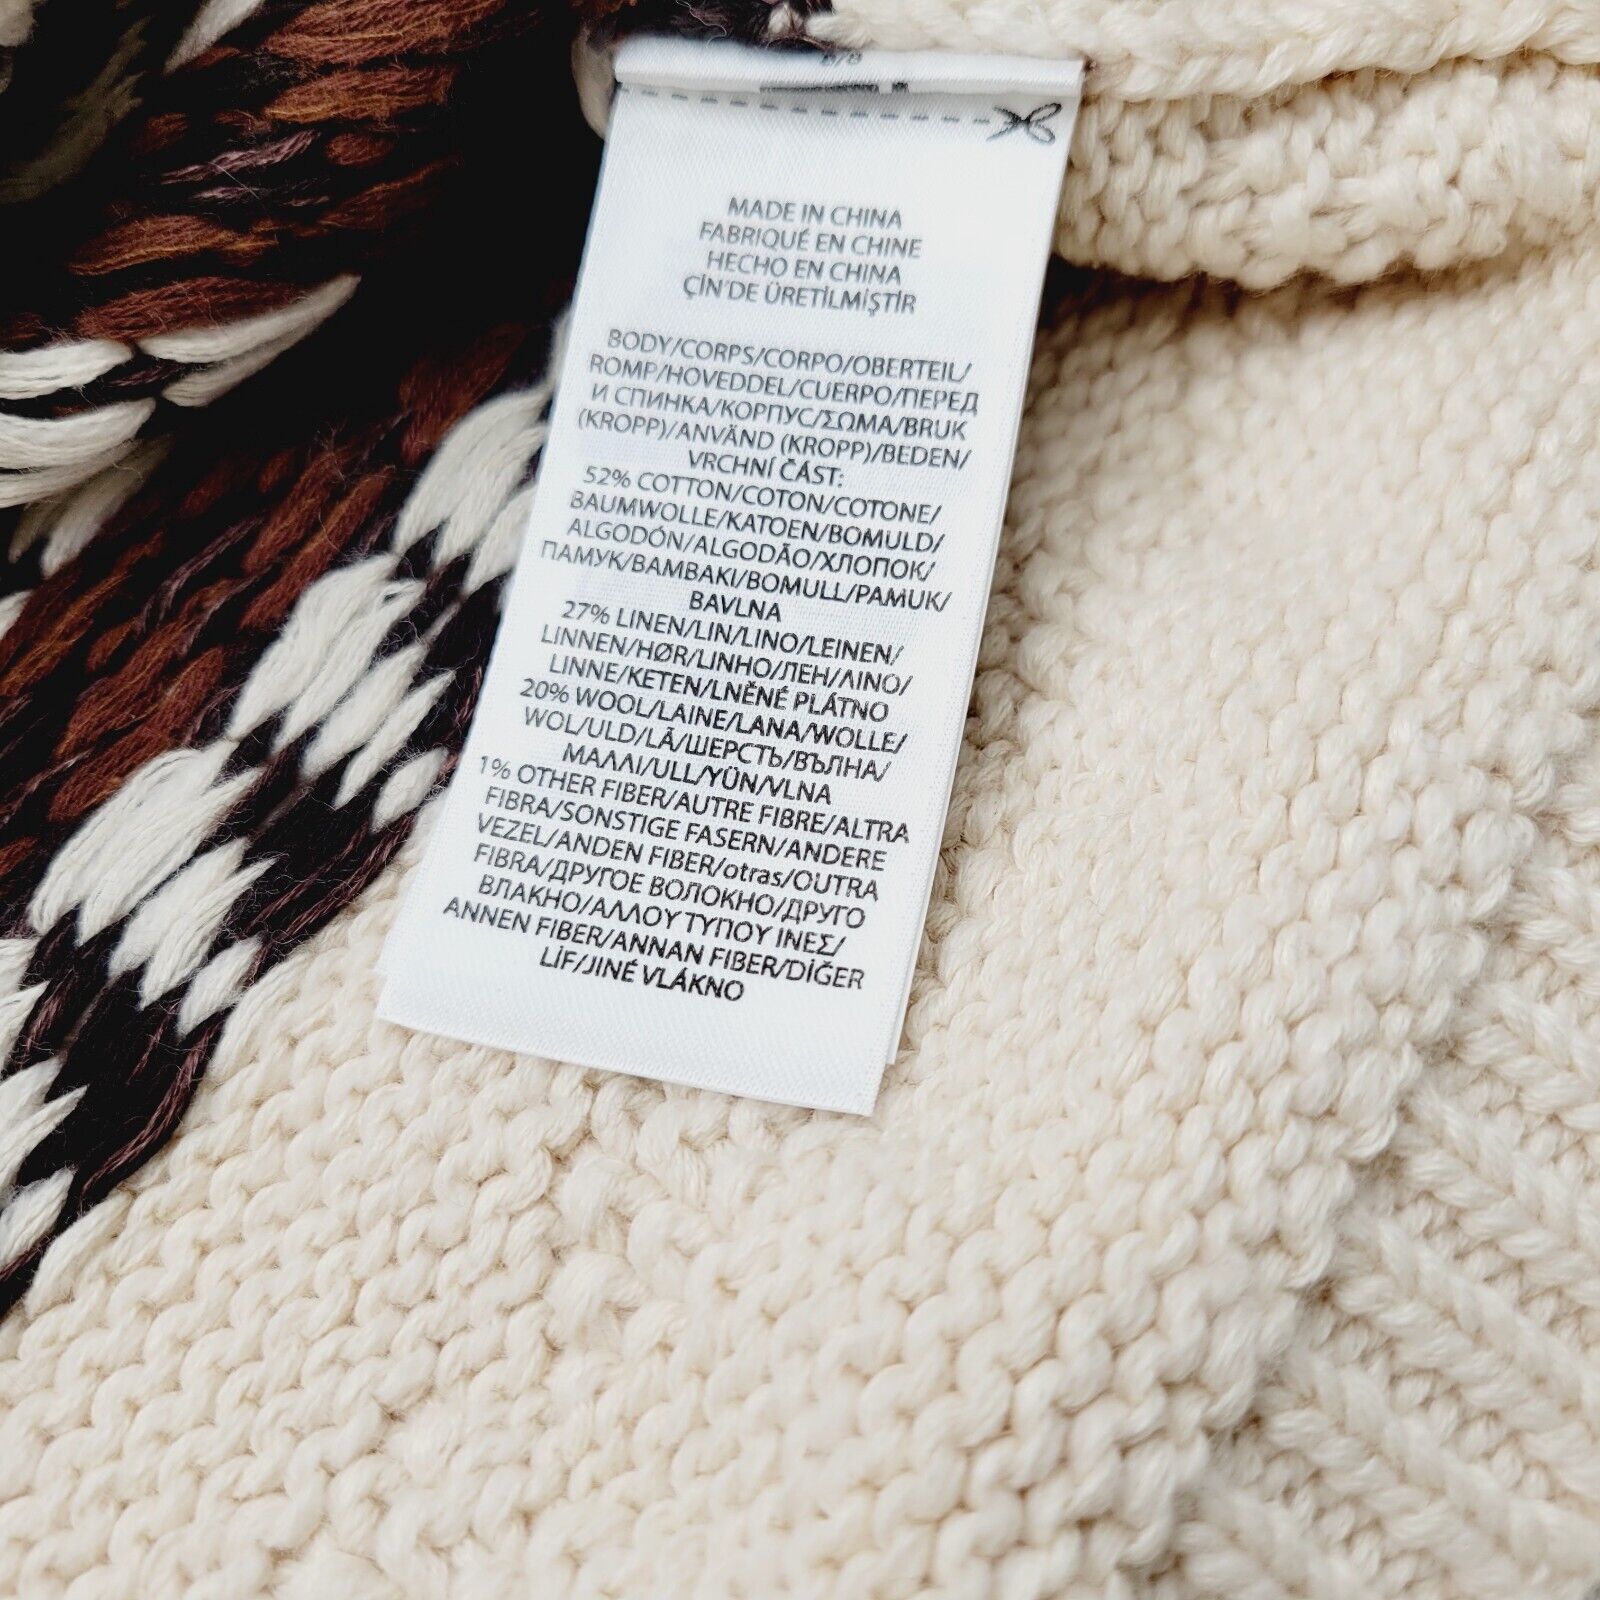 MADE IN CHINA
FABRIQUÉ EN CHINE
HECHO EN CHINA
ÇİN'DE ÜRETİLMİŞTİR
BODY/CORPS/CORPO/OBERTEIL/
ROMP/HOVEDDEL/CUERPO/ПЕРЕД
И СПИНКА/КОРПУС/ΣΩΜΑ/BRUK
(KROPP)/ANVÄND (KROPP)/BEDEN/
VRCHNÍ ČÁST:
52% COTTON/COTON/COTONE/
BAUMWOLLE/KATOEN/BOMULD/
ALGODÓN/ALGODÃO/ХЛОПОК/
ПАМУК/BAMBAKI/BOMULL/PAMUK/
BAVLNA
27% LINEN/LIN/LINO/LEINEN/
LINNEN/HØR/LINHO/ЛЕН/ΛΙΝΟ/
LINNE/KETEN/LNĚNÉ PLÁTNO
20% WOOL/LAINE/LANA/WOLLE/
WOL/ULD/LÃ/ШЕРСТЬ/ВЪЛНА/
ΜΑΛΛΙ/ULL/YÜN/VLNA
1% OTHER FIBER/AUTRE FIBRE/ALTRA
FIBRA/SONSTIGE FASERN/ANDERE
VEZEL/ANDEN FIBER/otras/OUTRA
FIBRA/ДРУГОЕ ВОЛОКНО/ДРУГО
ВЛАКНО/ΑΛΛΟΥ ΤΥΠΟΥ ΙΝΕΣ/
ANNEN FIBER/ANNAN FIBER/DİĞER
LİF/JINÉ VLÁKNO